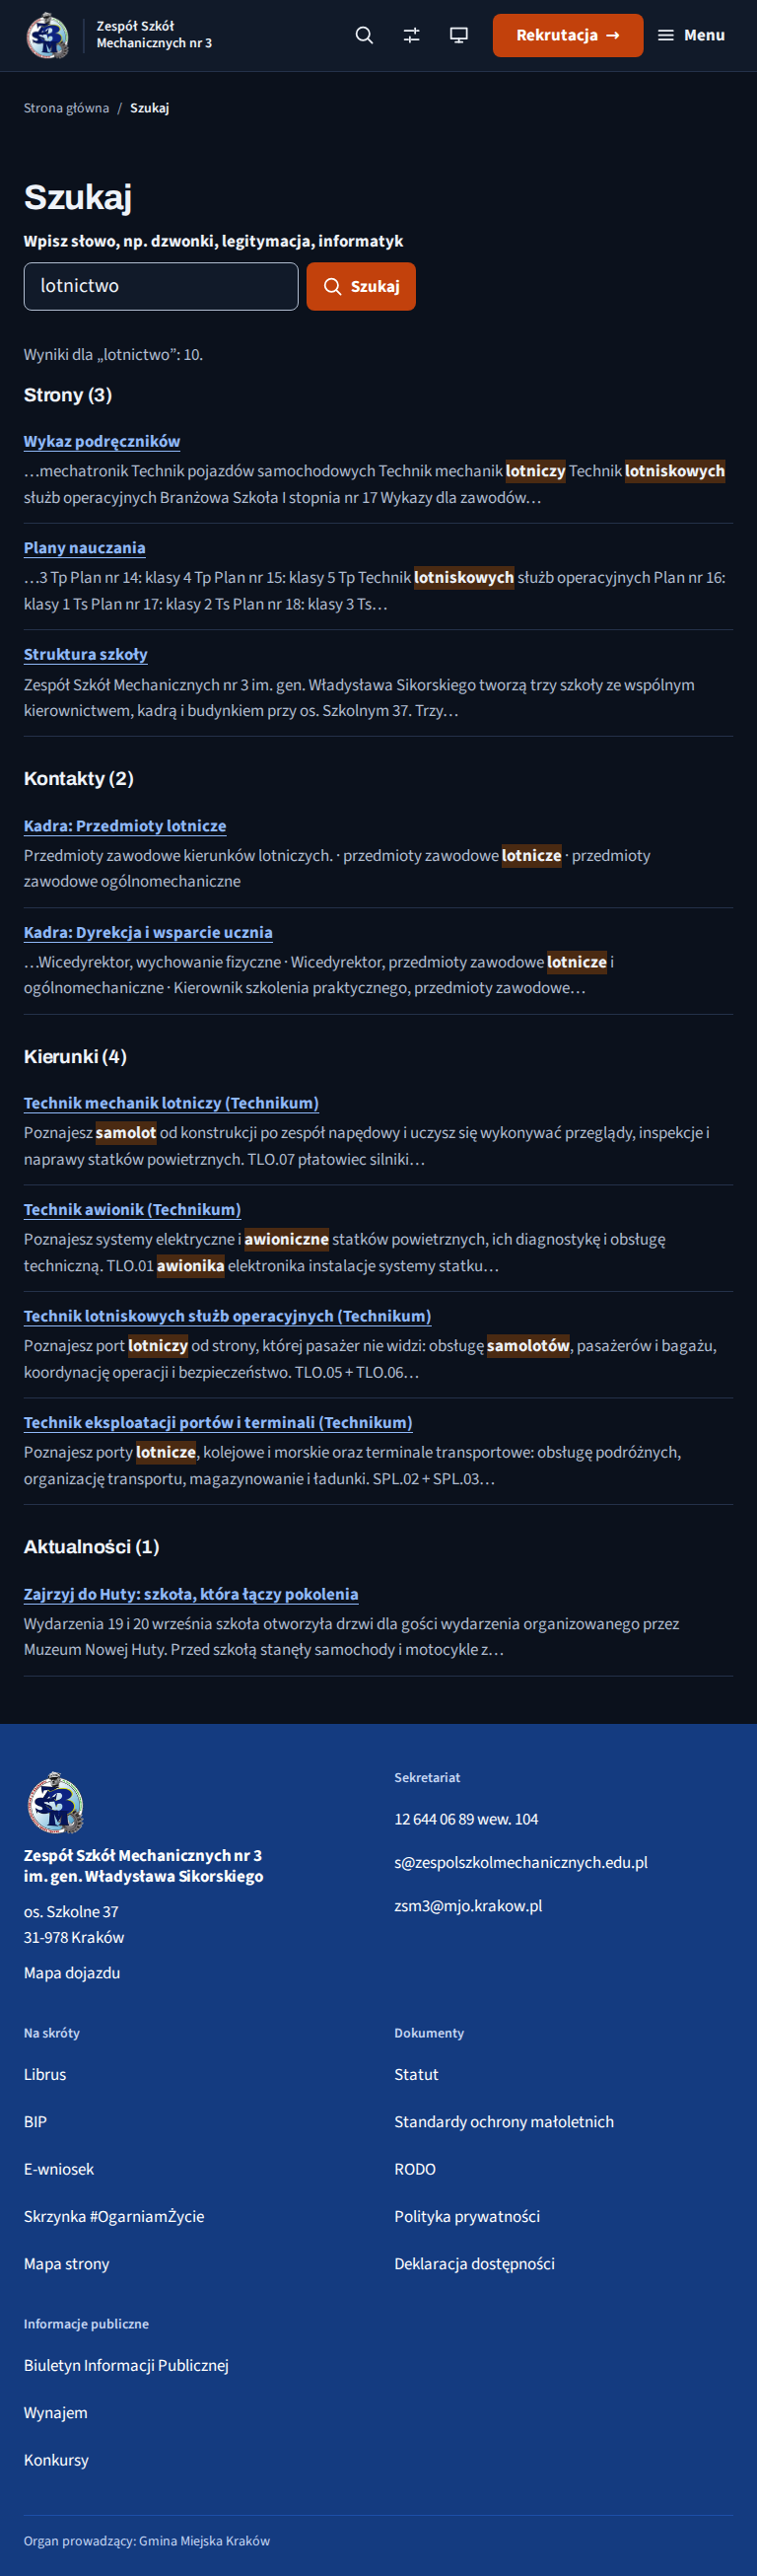 Zespół Szkół
Mechanicznych nr 3
Rekrutacja →
Menu
Strona główna / Szukaj
Szukaj
Wpisz słowo, np. dzwonki, legitymacja, informatyk
lotnictwo
Szukaj
Wyniki dla „lotnictwo”: 10.
Strony (3)
Wykaz podręczników
…mechatronik Technik pojazdów samochodowych Technik mechanik lotniczy Technik lotniskowych
służb operacyjnych Branżowa Szkoła I stopnia nr 17 Wykazy dla zawodów…
Plany nauczania
…3 Tp Plan nr 14: klasy 4 Tp Plan nr 15: klasy 5 Tp Technik lotniskowych służb operacyjnych Plan nr 16:
klasy 1 Ts Plan nr 17: klasy 2 Ts Plan nr 18: klasy 3 Ts…
Struktura szkoły
Zespół Szkół Mechanicznych nr 3 im. gen. Władysława Sikorskiego tworzą trzy szkoły ze wspólnym
kierownictwem, kadrą i budynkiem przy os. Szkolnym 37. Trzy…
Kontakty (2)
Kadra: Przedmioty lotnicze
Przedmioty zawodowe kierunków lotniczych. · przedmioty zawodowe lotnicze · przedmioty
zawodowe ogólnomechaniczne
Kadra: Dyrekcja i wsparcie ucznia
…Wicedyrektor, wychowanie fizyczne · Wicedyrektor, przedmioty zawodowe lotnicze i
ogólnomechaniczne · Kierownik szkolenia praktycznego, przedmioty zawodowe…
Kierunki (4)
Technik mechanik lotniczy (Technikum)
Poznajesz samolot od konstrukcji po zespół napędowy i uczysz się wykonywać przeglądy, inspekcje i
naprawy statków powietrznych. TLO.07 płatowiec silniki…
Technik awionik (Technikum)
Poznajesz systemy elektryczne i awioniczne statków powietrznych, ich diagnostykę i obsługę
techniczną. TLO.01 awionika elektronika instalacje systemy statku…
Technik lotniskowych służb operacyjnych (Technikum)
Poznajesz port lotniczy od strony, której pasażer nie widzi: obsługę samolotów, pasażerów i bagażu,
koordynację operacji i bezpieczeństwo. TLO.05 + TLO.06…
Technik eksploatacji portów i terminali (Technikum)
Poznajesz porty lotnicze, kolejowe i morskie oraz terminale transportowe: obsługę podróżnych,
organizację transportu, magazynowanie i ładunki. SPL.02 + SPL.03…
Aktualności (1)
Zajrzyj do Huty: szkoła, która łączy pokolenia
Wydarzenia 19 i 20 września szkoła otworzyła drzwi dla gości wydarzenia organizowanego przez
Muzeum Nowej Huty. Przed szkołą stanęły samochody i motocykle z…
Zespół Szkół Mechanicznych nr 3
im. gen. Władysława Sikorskiego
os. Szkolne 37
31-978 Kraków
Mapa dojazdu
Sekretariat
12 644 06 89 wew. 104
s@zespolszkolmechanicznych.edu.pl
zsm3@mjo.krakow.pl
Na skróty
Librus
BIP
E-wniosek
Skrzynka #OgarniamŻycie
Mapa strony
Dokumenty
Statut
Standardy ochrony małoletnich
RODO
Polityka prywatności
Deklaracja dostępności
Informacje publiczne
Biuletyn Informacji Publicznej
Wynajem
Konkursy
Organ prowadzący: Gmina Miejska Kraków